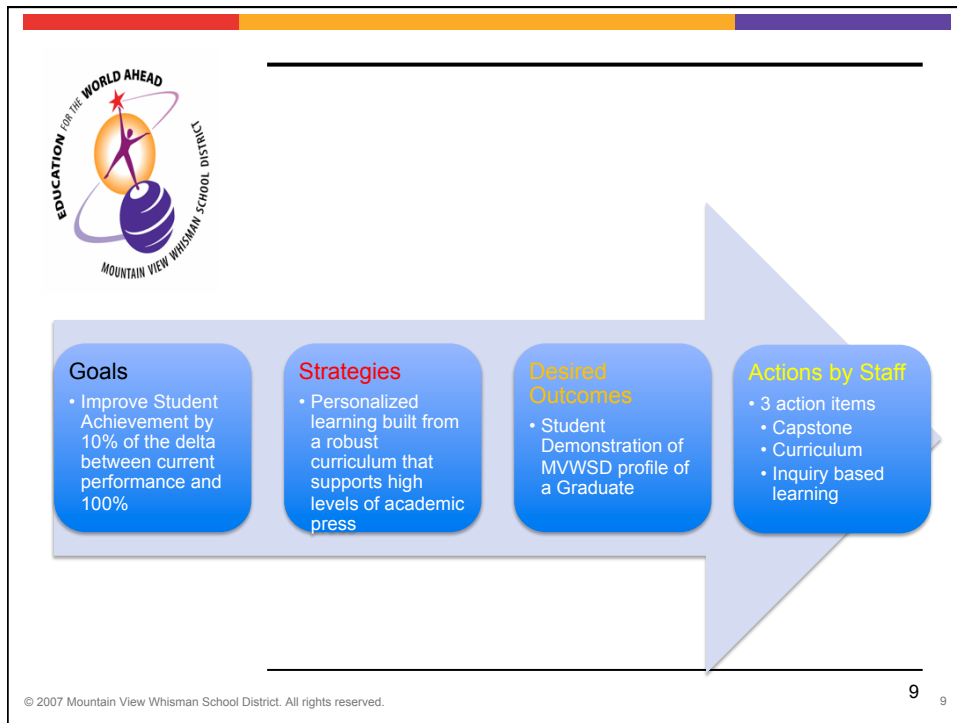 EDUCATION FOR THE WORLD AHEAD
MOUNTAIN VIEW WHISMAN SCHOOL DISTRICT
Goals
• Improve Student
Achievement by
10% of the delta
between current
performance and
100%
Strategies
• Personalized
learning built from
a robust
curriculum that
supports high
levels of academic
press
Desired
Outcomes
• Student
Demonstration of
MVWSD profile of
a Graduate
Actions by Staff
• 3 action items
• Capstone
• Curriculum
• Inquiry based
learning
© 2007 Mountain View Whisman School District. All rights reserved.
9
9